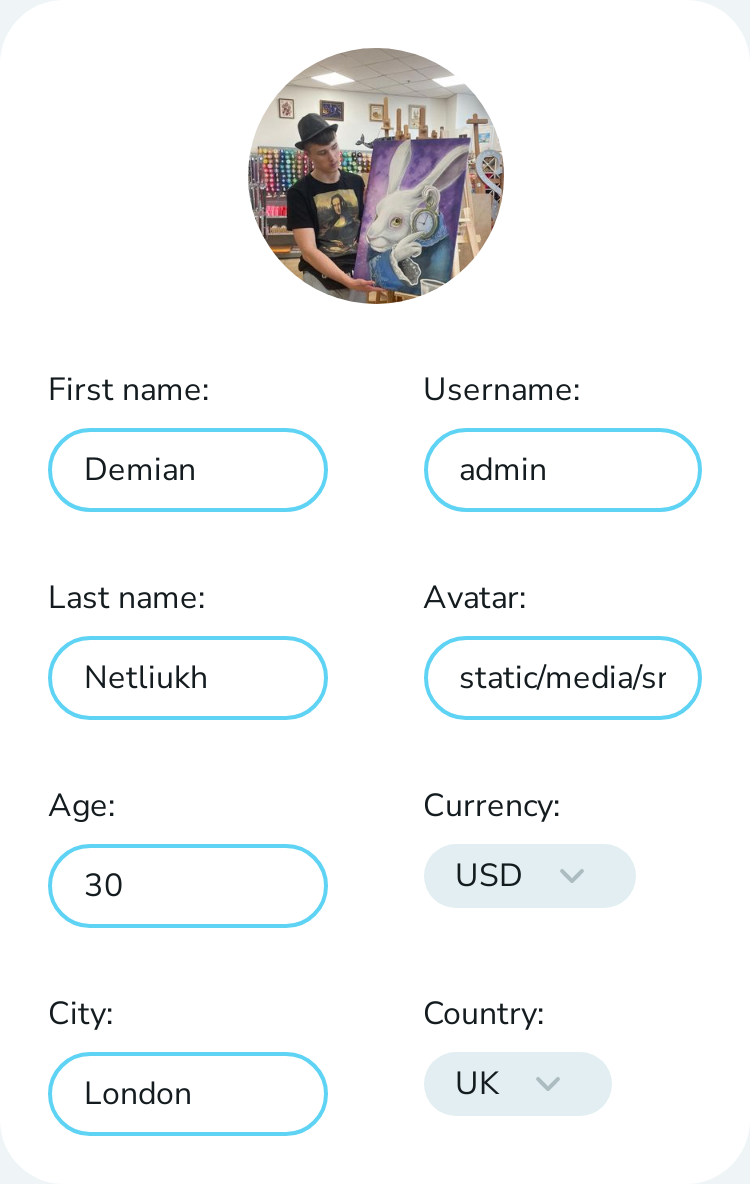 First name:
Username:
Demian
admin
Last name:
Avatar:
Netliukh
static/media/sr
Age:
Currency:
30
USD
City:
Country:
London
UK